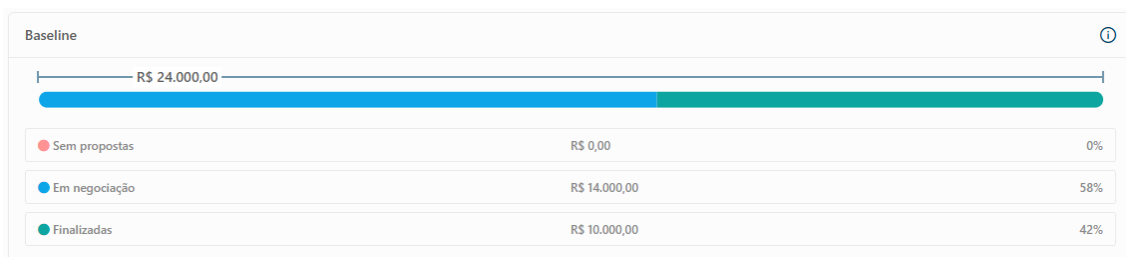 Baseline
R$ 24.000,00
Sem propostas R$ 0,00 0%
Em negociação R$ 14.000,00 58%
Finalizadas R$ 10.000,00 42%